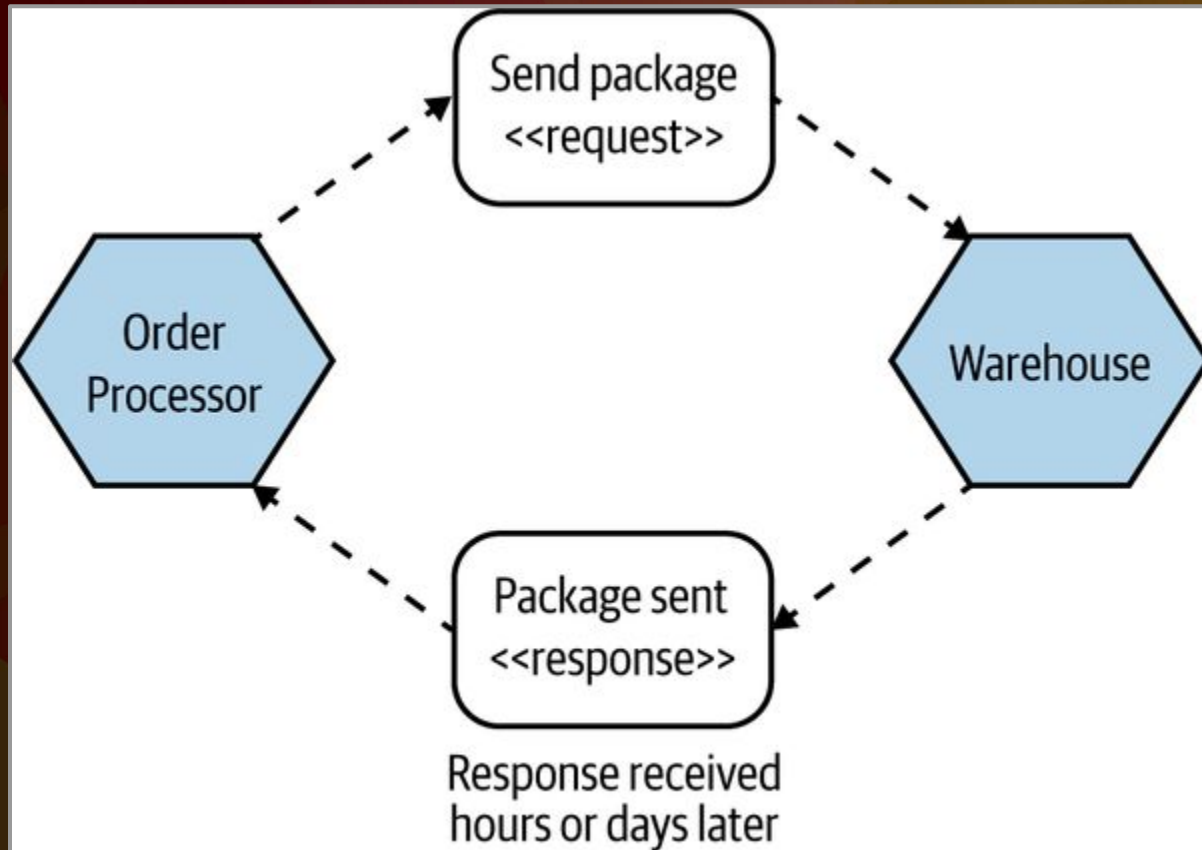 Send package
<<request>>
Order
Processor
Warehouse
Package sent
<<response>>
Response received
hours or days later